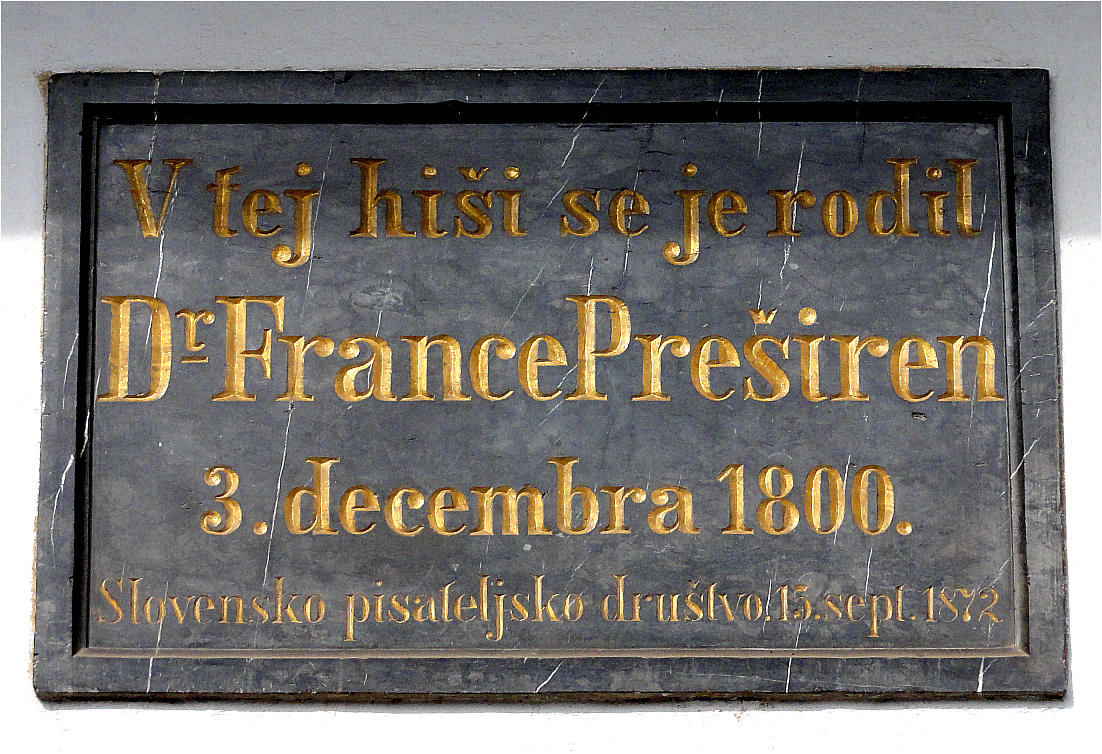 V tej hiši se je rodil
Dr France Preširen
3. decembra 1800.
Slovensko pisateljsko društvo. 15. sept. 1872